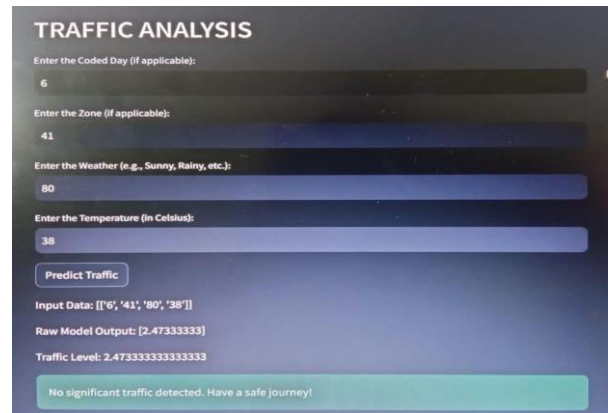 TRAFFIC ANALYSIS
Enter the Coded Day (if applicable):
6
Enter the Zone (if applicable):
41
Enter the Weather (e.g., Sunny, Rainy, etc.):
80
Enter the Temperature (in Celsius):
38
Predict Traffic
Input Data: [['6', '41', '80', '38']]
Raw Model Output: [2.47333333]
Traffic Level: 2.473333333333333
No significant traffic detected. Have a safe journey!